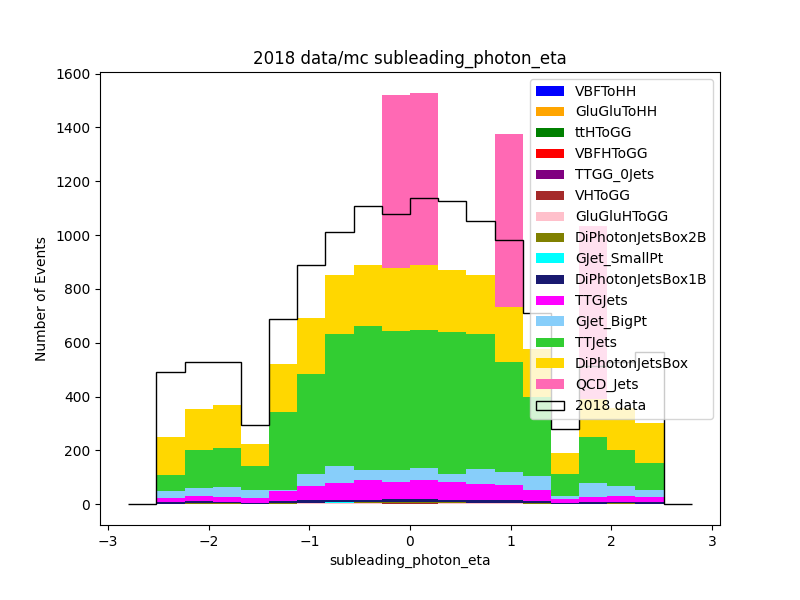 2018 data/mc subleading_photon_eta
1600
1400
1200
1000
800
600
400
200
0
Number of Events
−3
−2
−1
0
1
2
3
subleading_photon_eta
VBFToHH
GluGluToHH
ttHToGG
VBFHToGG
TTGG_0Jets
VHToGG
GluGluHToGG
DiPhotonJetsBox2B
GJet_SmallPt
DiPhotonJetsBox1B
TTGJets
GJet_BigPt
TTJets
DiPhotonJetsBox
QCD_Jets
2018 data